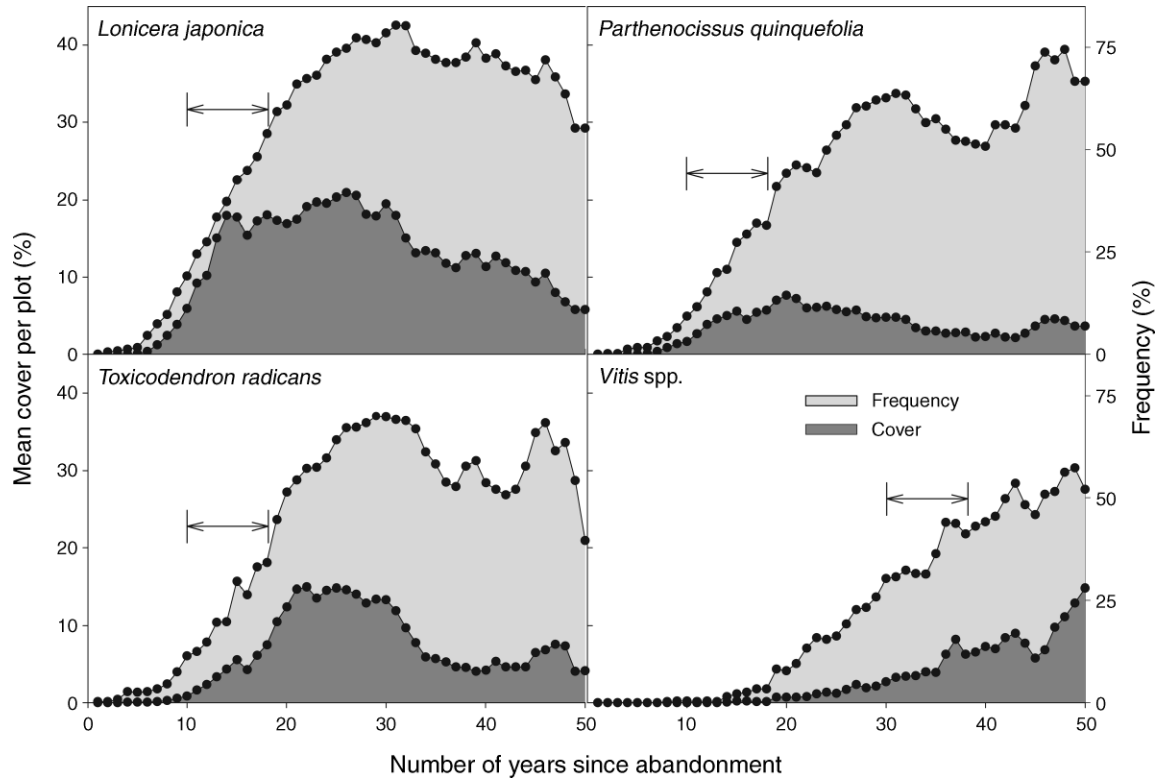 Lonicera japonica
Parthenocissus quinquefolia
40
30
20
10
0
75
50
25
0
Toxicodendron radicans
Vitis spp.
Frequency
Cover
40
30
20
10
0
75
50
25
0
0 10 20 30 40 50 10 20 30 40 50
Mean cover per plot (%)
Frequency (%)
Number of years since abandonment